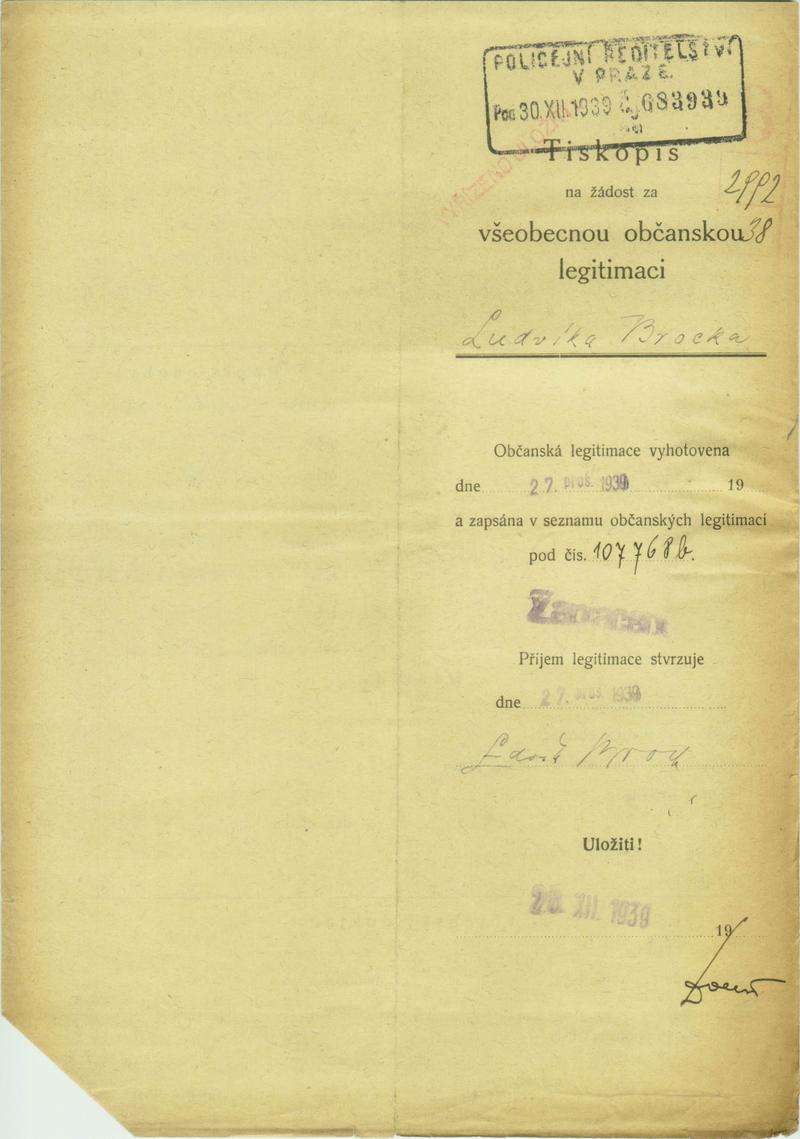 POLICEJNÍ ŘEDITELSTVÍ
V PRAZE.
30.XII.1939 683939
Tiskopis
na žádost za
2992
všeobecnou občanskou
38
legitimaci
Ludvíka Brocka
Občanská legitimace vyhotovena
dne 27. pros. 1939 19
a zapsána v seznamu občanských legitimací
pod čís. 107768b.
Příjem legitimace stvrzuje
dne 27. pros. 1939
Uložiti!
XII. 1939
19